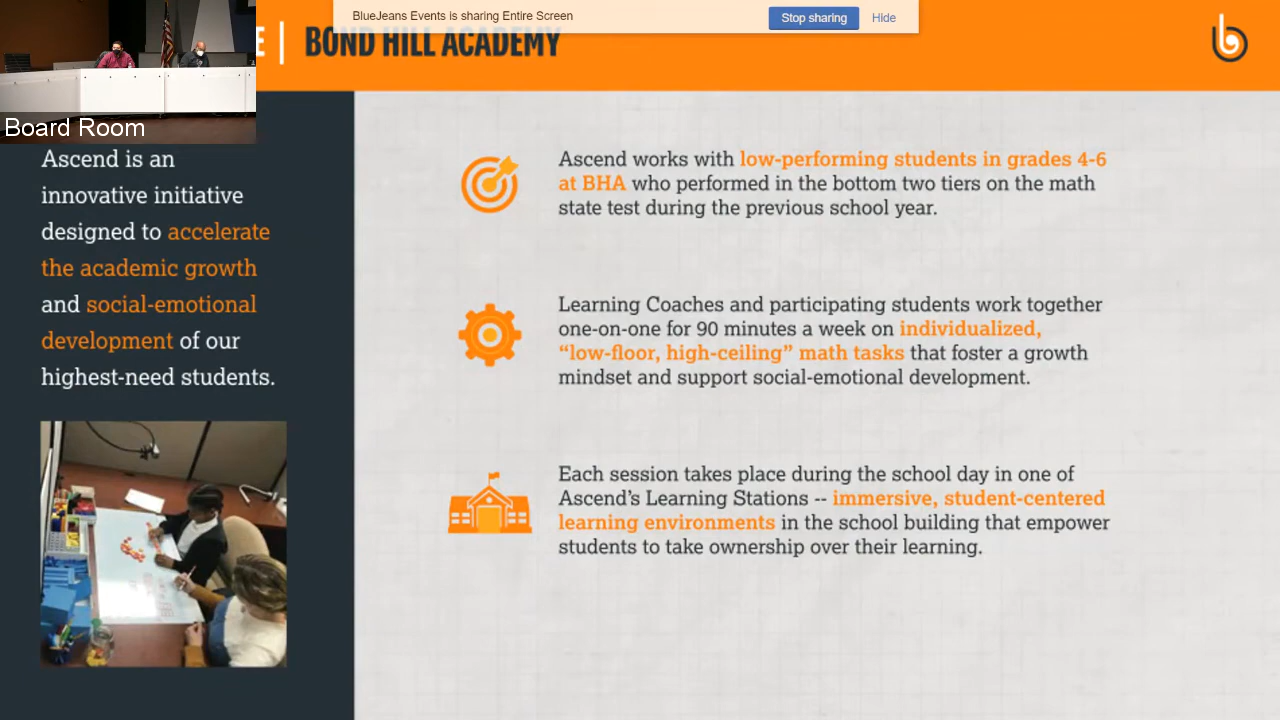 BlueJeans Events is sharing Entire Screen
Stop sharing
Hide
E | BOND HILL ACADEMY
Board Room
Ascend is an
innovative initiative
designed to accelerate
the academic growth
and social-emotional
development of our
highest-need students.
Ascend works with low-performing students in grades 4-6
at BHA who performed in the bottom two tiers on the math
state test during the previous school year.
Learning Coaches and participating students work together
one-on-one for 90 minutes a week on individualized,
“low-floor, high-ceiling” math tasks that foster a growth
mindset and support social-emotional development.
Each session takes place during the school day in one of
Ascend’s Learning Stations -- immersive, student-centered
learning environments in the school building that empower
students to take ownership over their learning.